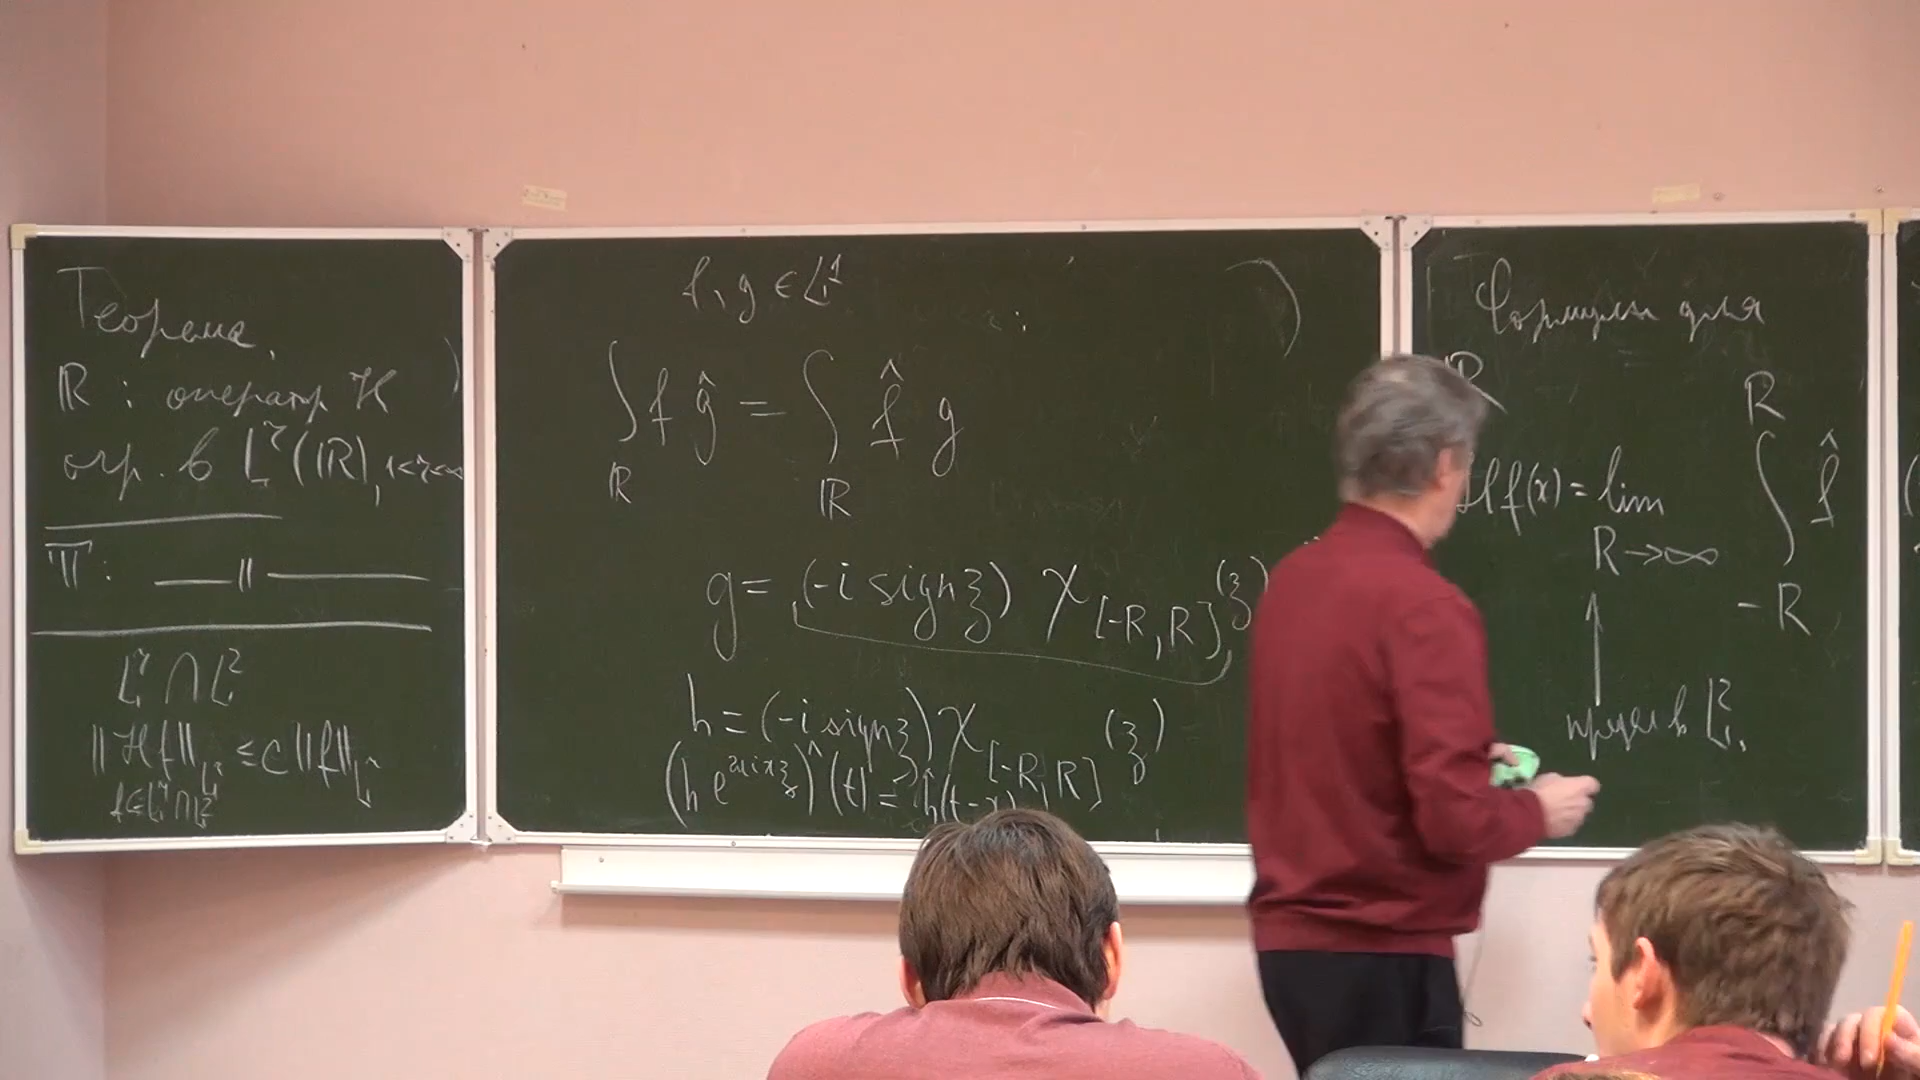 Теорема.
ℝ : оператор ℋ
огр. в L^r(ℝ), 1<r<∞
𝕋 : —— || ——
L^r ∩ L^2
||ℋf||_{L^r} ≤ c||f||_{L^r}
f ∈ L^r ∩ L^2
f, g ∈ L^1
∫_ℝ f ĝ = ∫_ℝ f̂ g
g = (-i sign ξ) χ_{[-R,R]}(ξ)
h = (-i sign ξ) χ_{[-R,R]}(ξ)
(h e^{2πixξ})^(t) = ĥ(t-x)
Формула для
ℋf(x) = lim_{R→∞} ∫_{-R}^{R} f̂
↑
предел в L^2.